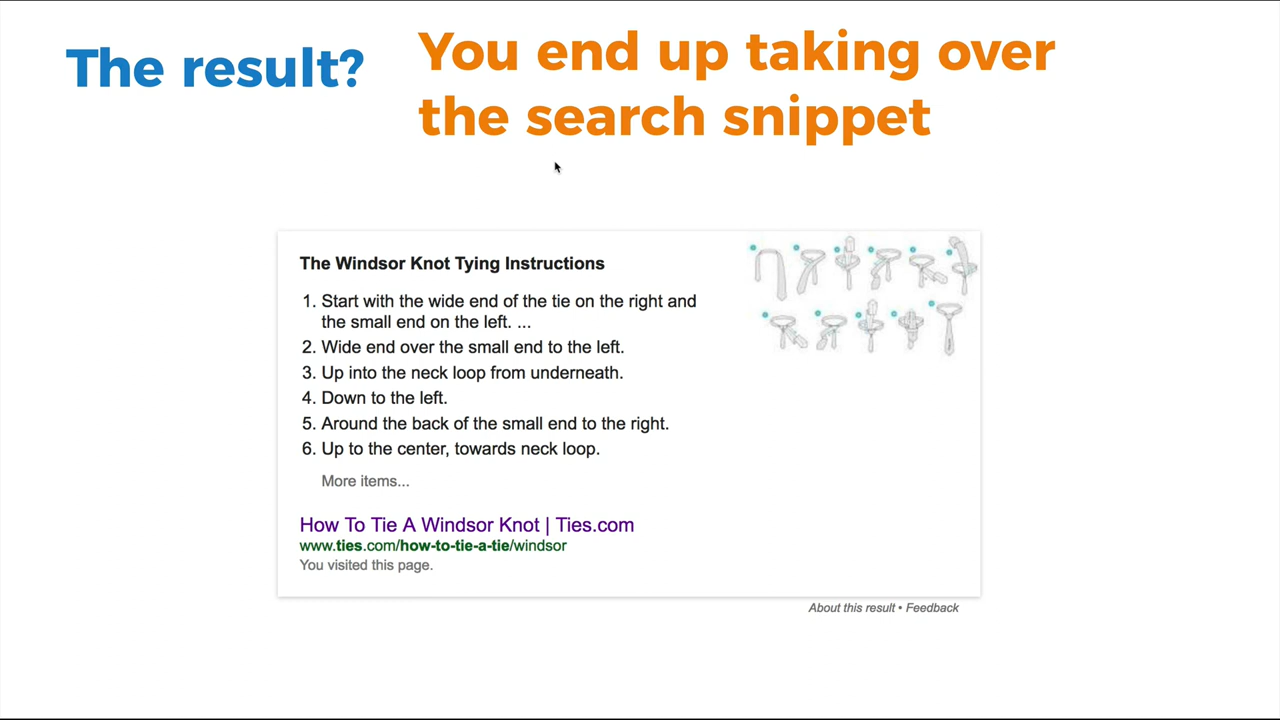 The result?
You end up taking over
the search snippet
The Windsor Knot Tying Instructions
1. Start with the wide end of the tie on the right and
the small end on the left. ...
2. Wide end over the small end to the left.
3. Up into the neck loop from underneath.
4. Down to the left.
5. Around the back of the small end to the right.
6. Up to the center, towards neck loop.
More items...
How To Tie A Windsor Knot | Ties.com
www.ties.com/how-to-tie-a-tie/windsor
You visited this page.
About this result • Feedback